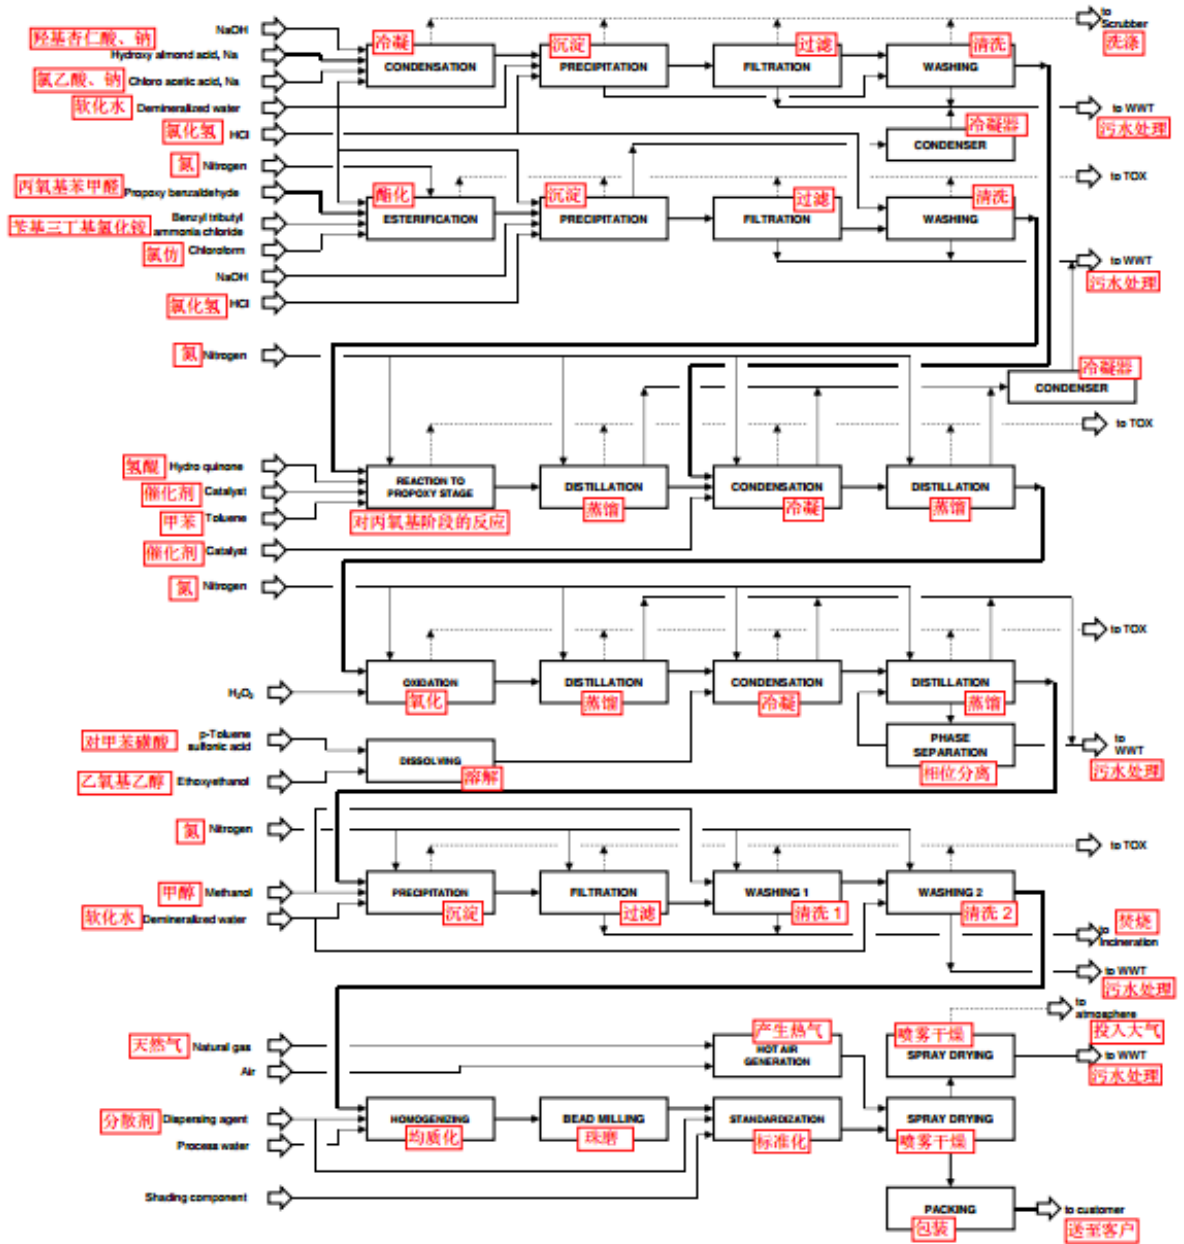 NaOH
羟基杏仁酸、钠
Hydroxy almond acid, Na
氯乙酸、钠 Chloro acetic acid, Na
软化水 Demineralized water
氯化氢 HCl
氮 Nitrogen
丙氧基苯甲醛 Propoxy benzaldehyde
苄基三丁基氯化铵 Benzyl tributyl
ammonia chloride
氯仿 Chloroform
NaOH
氯化氢 HCl
冷凝
CONDENSATION
沉淀
PRECIPITATION
过滤
FILTRATION
清洗
WASHING
to
Scrubber
洗涤
to WWT
污水处理
冷凝器
CONDENSER
to TOX
酯化
ESTERIFICATION
沉淀
PRECIPITATION
过滤
FILTRATION
清洗
WASHING
to WWT
污水处理
氮 Nitrogen
冷凝器
CONDENSER
to TOX
氢醌 Hydro quinone
催化剂 Catalyst
甲苯 Toluene
催化剂 Catalyst
REACTION TO
PROPOXY STAGE
对丙氧基阶段的反应
DISTILLATION
蒸馏
CONDENSATION
冷凝
DISTILLATION
蒸馏
氮 Nitrogen
to TOX
H₂O₂
OXIDATION
氧化
DISTILLATION
蒸馏
CONDENSATION
冷凝
DISTILLATION
蒸馏
对甲苯磺酸 p-Toluene
sulfonic acid
乙氧基乙醇 Ethoxyethanol
DISSOLVING
溶解
PHASE
SEPARATION
相位分离
to
WWT
污水处理
氮 Nitrogen
to TOX
甲醇 Methanol
软化水 Demineralized water
PRECIPITATION
沉淀
FILTRATION
过滤
WASHING 1
清洗 1
WASHING 2
清洗 2
to
Incineration
焚烧
to WWT
污水处理
to
atmosphere
投入大气
天然气 Natural gas
Air
产生热气
HOT AIR
GENERATION
喷雾干燥
SPRAY DRYING
to WWT
污水处理
分散剂 Dispersing agent
Process water
HOMOGENIZING
均质化
BEAD MILLING
珠磨
STANDARDIZATION
标准化
SPRAY DRYING
喷雾干燥
Shading component
PACKING
包装
to customer
送至客户